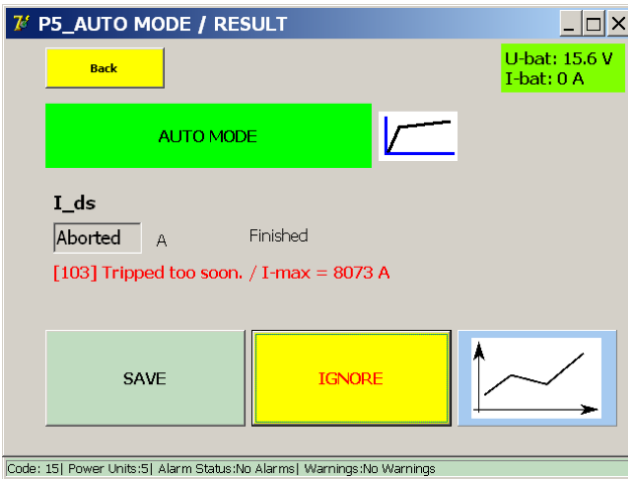 P5_AUTO MODE / RESULT
Back
U-bat: 15.6 V
I-bat: 0 A
AUTO MODE
I_ds
Aborted A Finished
[103] Tripped too soon. / I-max = 8073 A
SAVE
IGNORE
Code: 15| Power Units:5| Alarm Status:No Alarms| Warnings:No Warnings